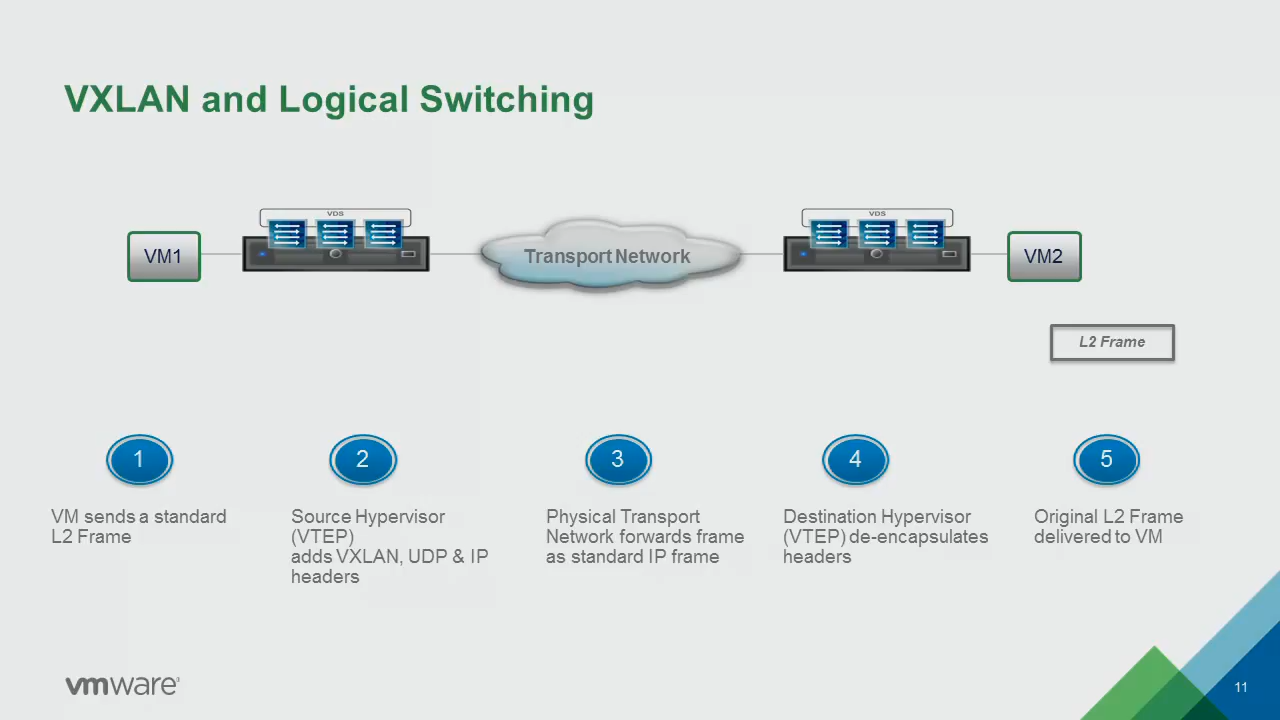 VXLAN and Logical Switching
VDS
VDS
VM1
Transport Network
VM2
L2 Frame
1
2
3
4
5
VM sends a standard
L2 Frame
Source Hypervisor
(VTEP)
adds VXLAN, UDP & IP
headers
Physical Transport
Network forwards frame
as standard IP frame
Destination Hypervisor
(VTEP) de-encapsulates
headers
Original L2 Frame
delivered to VM
vmware
11